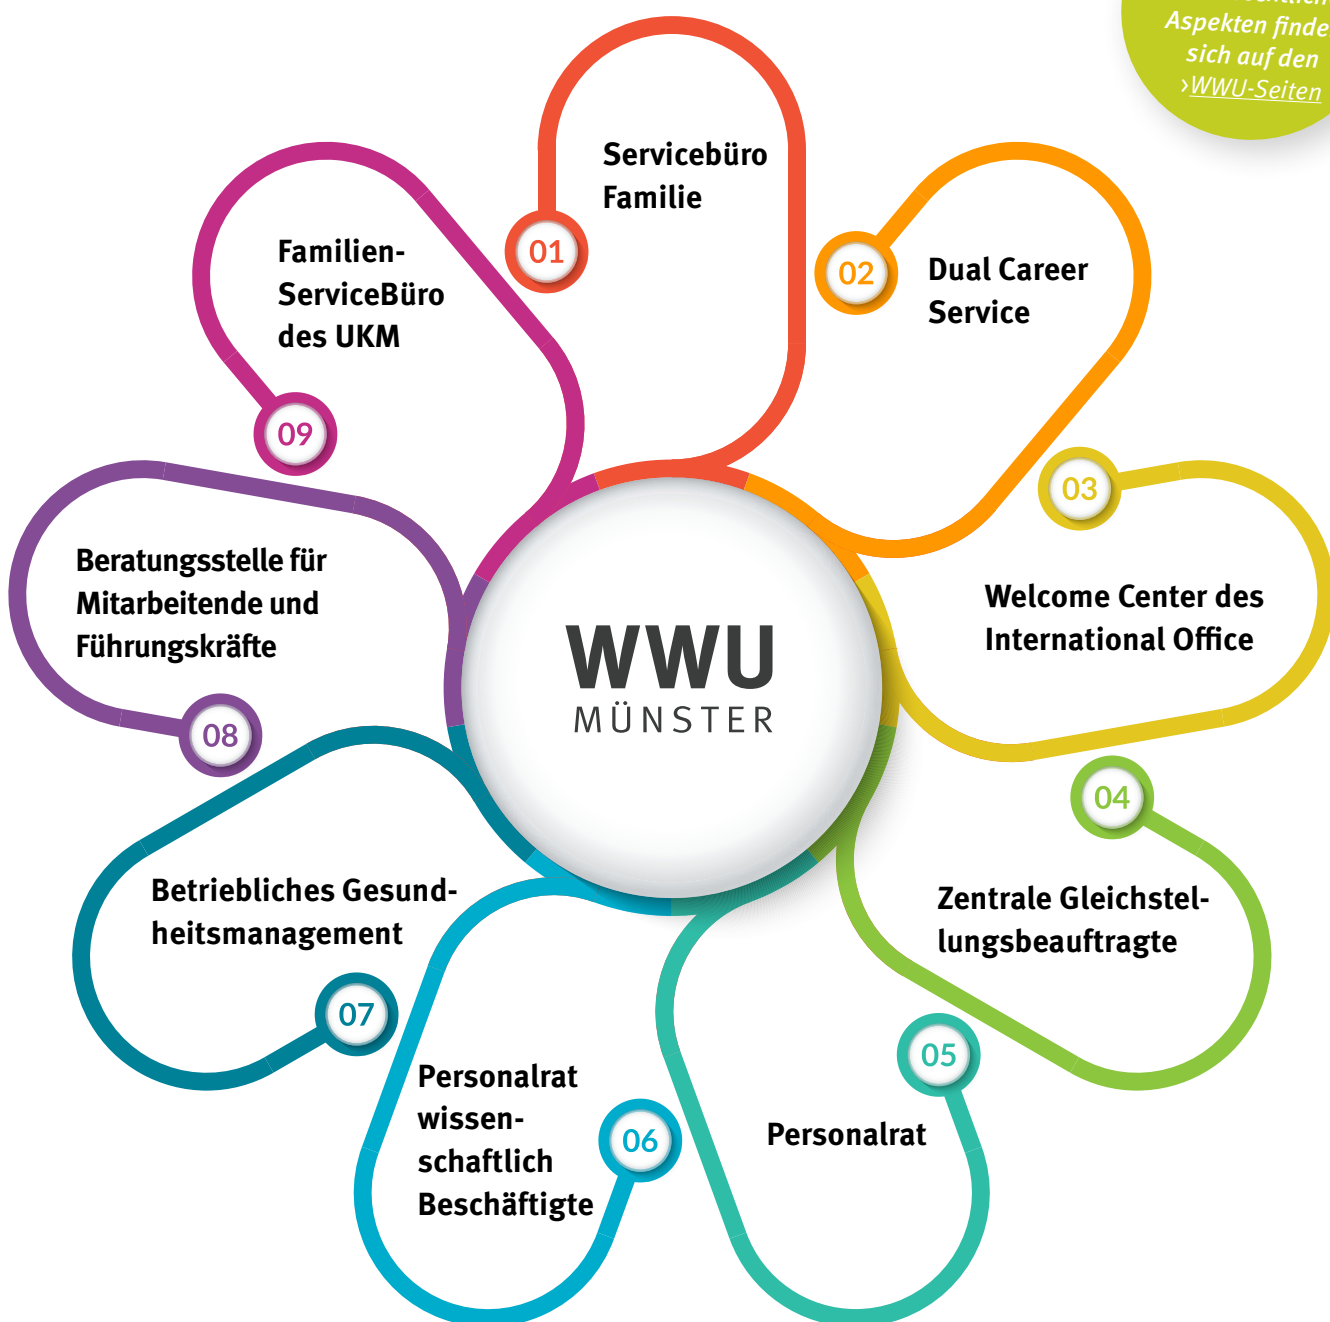 Aspekten finde
sich auf den
›WWU-Seiten
01
Servicebüro
Familie
02
Dual Career
Service
03
Welcome Center des
International Office
04
Zentrale Gleichstel-
lungsbeauftragte
05
Personalrat
06
Personalrat
wissen-
schaftlich
Beschäftigte
07
Betriebliches Gesund-
heitsmanagement
08
Beratungsstelle für
Mitarbeitende und
Führungskräfte
09
Familien-
ServiceBüro
des UKM
WWU
MÜNSTER